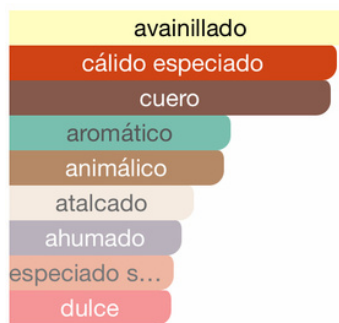 avainillado
cálido especiado
cuero
aromático
animálico
atalcado
ahumado
especiado s...
dulce